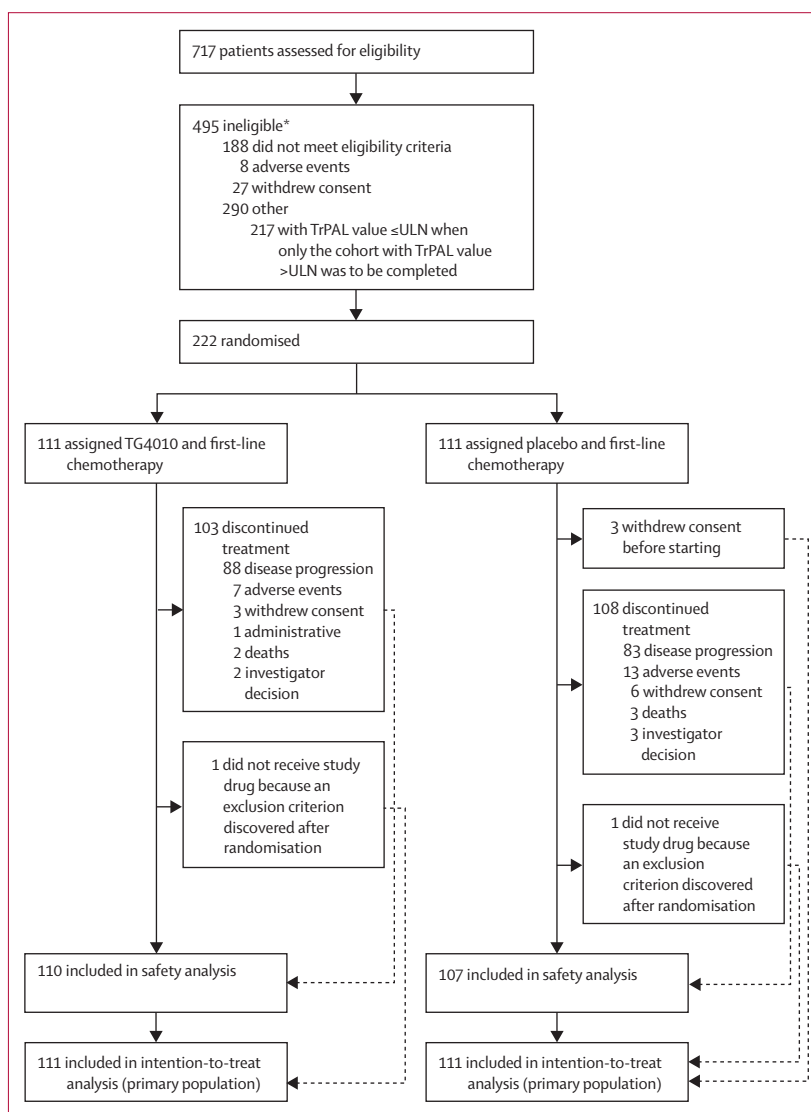 717 patients assessed for eligibility
495 ineligible*
188 did not meet eligibility criteria
8 adverse events
27 withdrew consent
290 other
217 with TrPAL value ≤ULN when
only the cohort with TrPAL value
>ULN was to be completed
222 randomised
111 assigned TG4010 and first-line
chemotherapy
111 assigned placebo and first-line
chemotherapy
103 discontinued
treatment
88 disease progression
7 adverse events
3 withdrew consent
1 administrative
2 deaths
2 investigator
decision
3 withdrew consent
before starting
108 discontinued
treatment
83 disease progression
13 adverse events
6 withdrew consent
3 deaths
3 investigator
decision
1 did not receive study
drug because an
exclusion criterion
discovered after
randomisation
1 did not receive
study drug because
an exclusion
criterion discovered
after randomisation
110 included in safety analysis
107 included in safety analysis
111 included in intention-to-treat
analysis (primary population)
111 included in intention-to-treat
analysis (primary population)